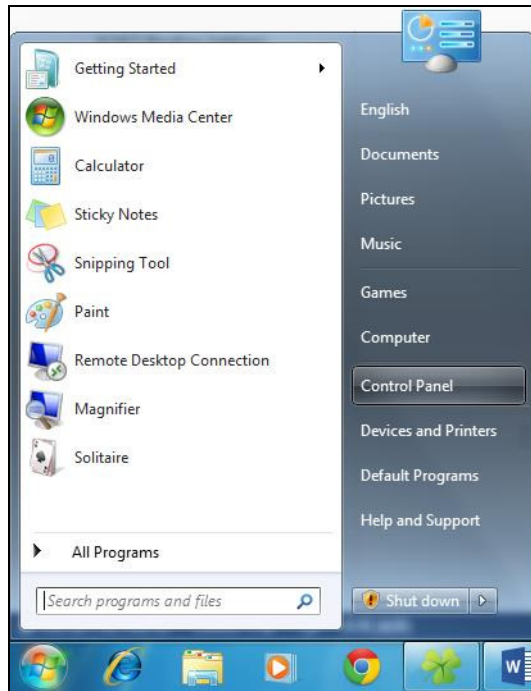 Getting Started
Windows Media Center
Calculator
Sticky Notes
Snipping Tool
Paint
Remote Desktop Connection
Magnifier
Solitaire
All Programs
Search programs and files
English
Documents
Pictures
Music
Games
Computer
Control Panel
Devices and Printers
Default Programs
Help and Support
Shut down
W